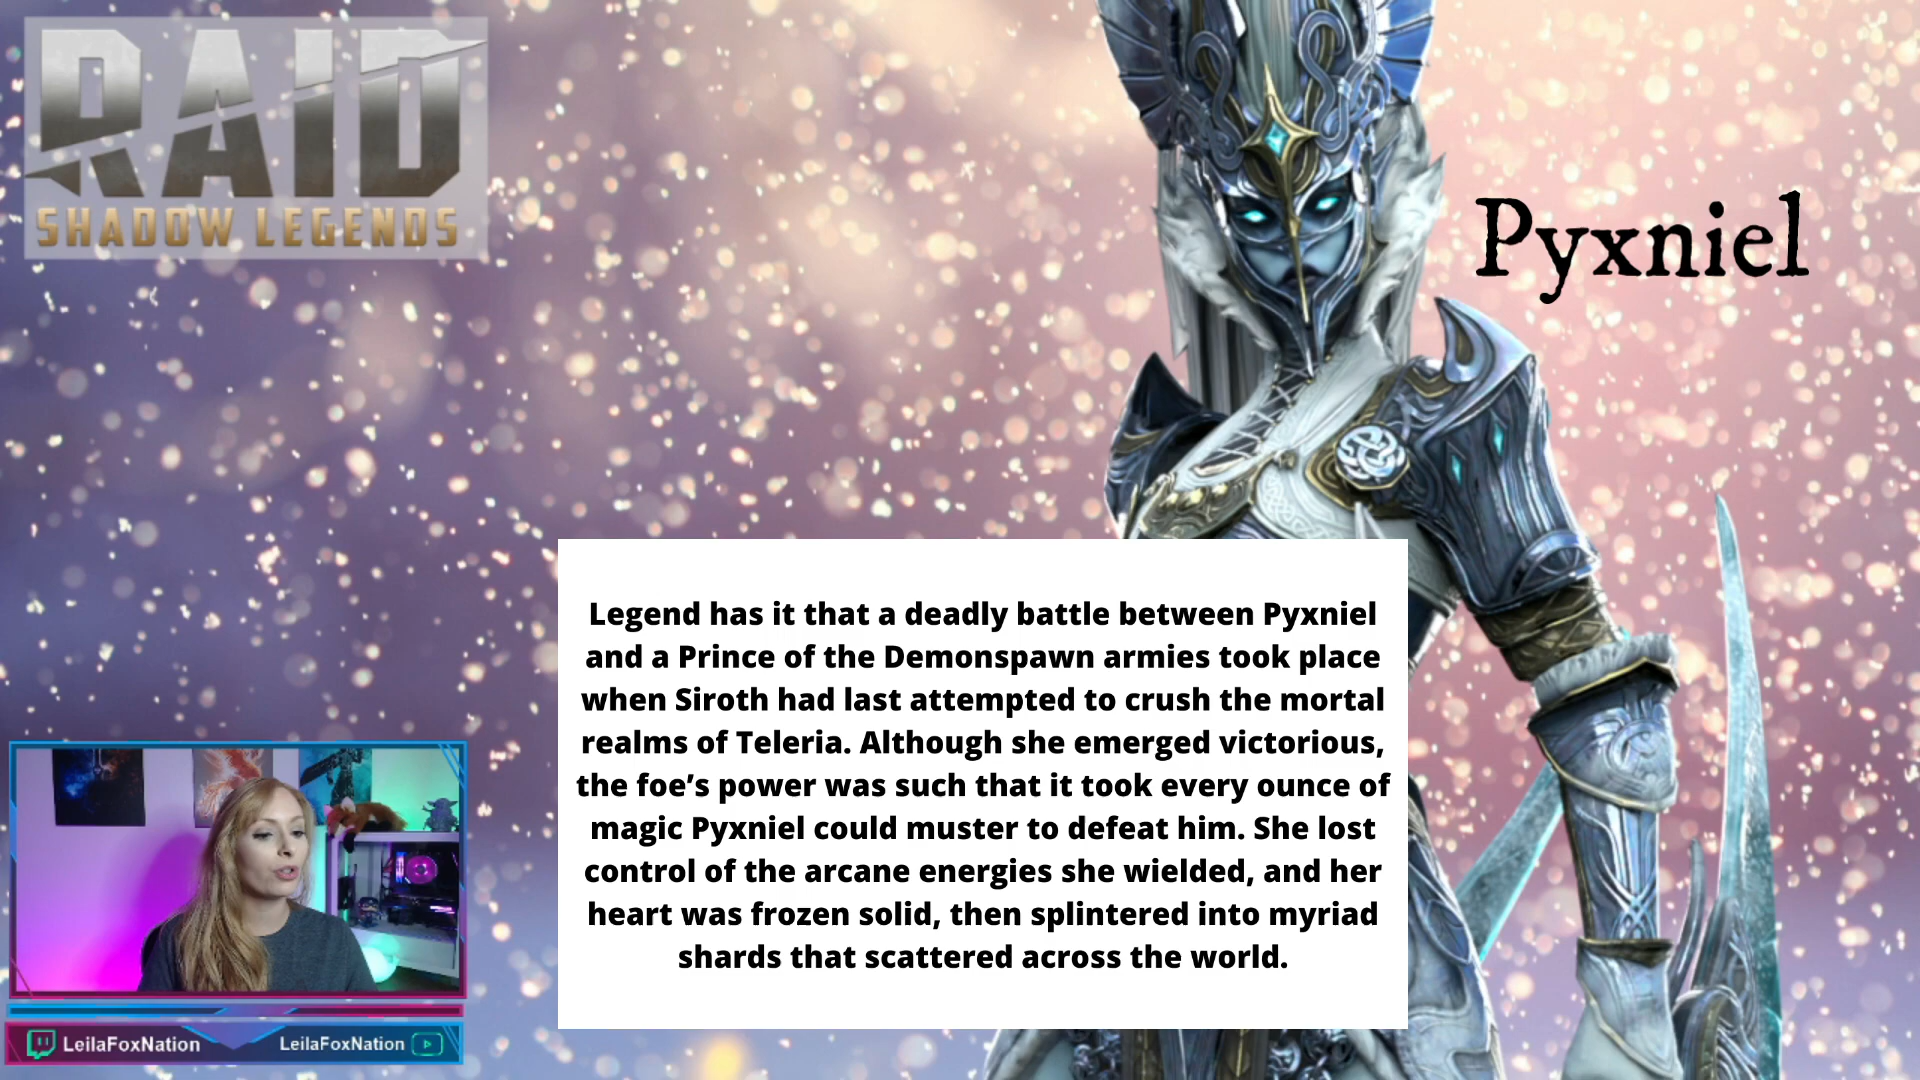 RAID
SHADOW LEGENDS
Pyxniel
Legend has it that a deadly battle between Pyxniel
and a Prince of the Demonspawn armies took place
when Siroth had last attempted to crush the mortal
realms of Teleria. Although she emerged victorious,
the foe’s power was such that it took every ounce of
magic Pyxniel could muster to defeat him. She lost
control of the arcane energies she wielded, and her
heart was frozen solid, then splintered into myriad
shards that scattered across the world.
LeilaFoxNation
LeilaFoxNation